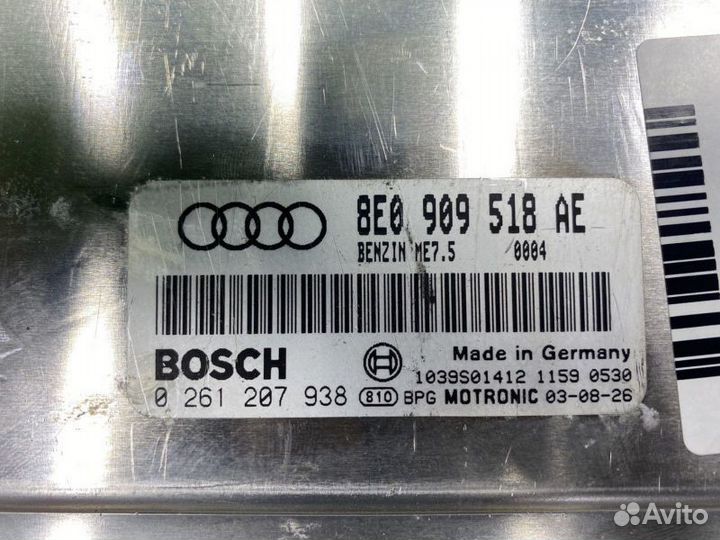 8E0 909 518 AE
BENZIN ME7.5 /0004
BOSCH
Made in Germany
1039S01412 1159 0530
0 261 207 938 810 BPG MOTRONIC 03-08-26
Avito